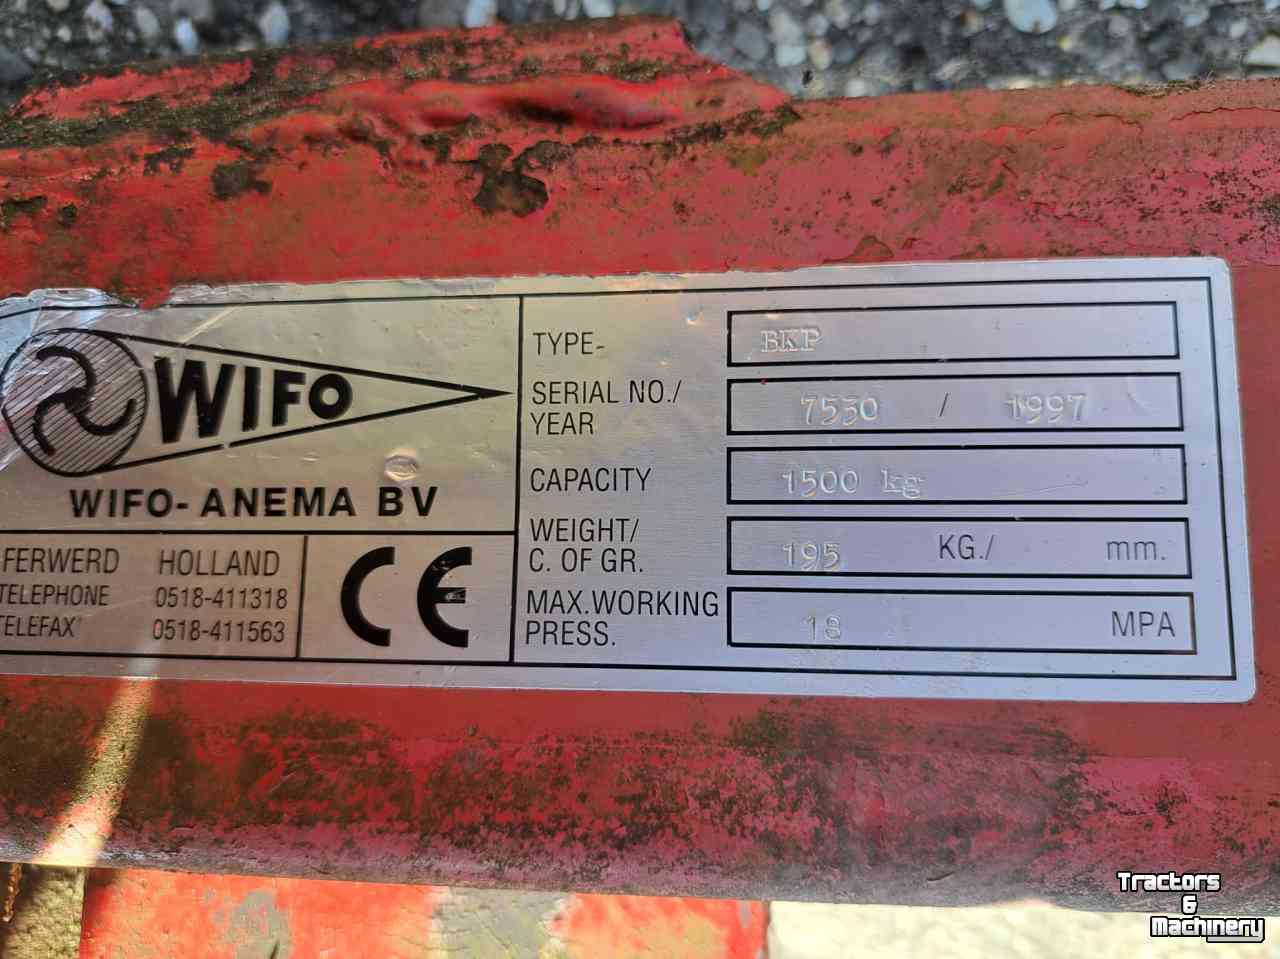 WIFO
WIFO-ANEMA BV
FERWERD HOLLAND
TELEPHONE 0518-411318
TELEFAX 0518-411563
CE
TYPE- BKP
SERIAL NO./
YEAR 7530 / 1997
CAPACITY 1500 kg
WEIGHT/
C. OF GR. 195 KG./ mm.
MAX.WORKING
PRESS. 18 MPA
Tractors
&
Machinery